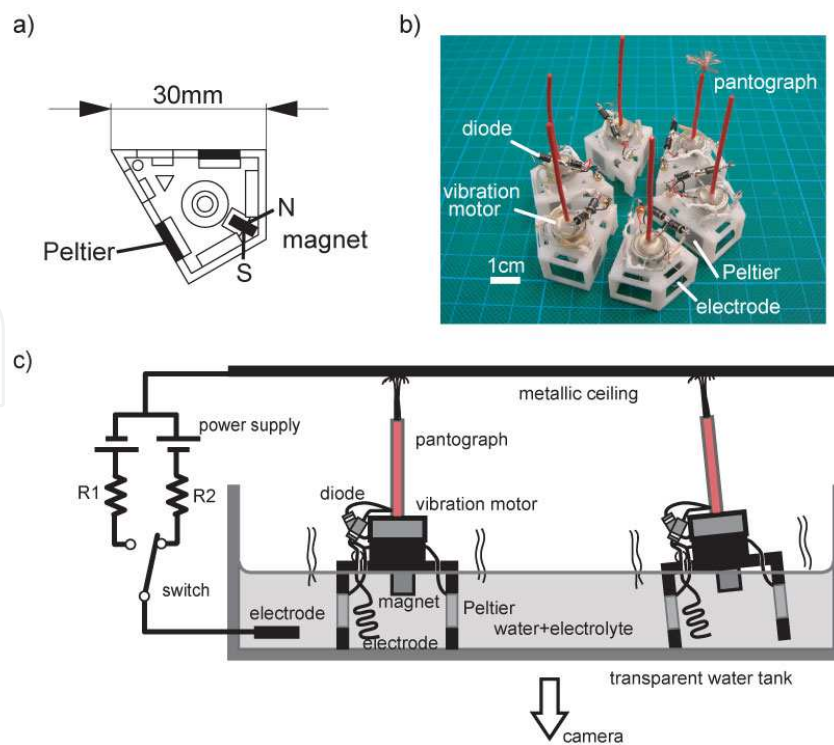 a)
30mm
N
magnet
S
Peltier
b)
pantograph
diode
vibration
motor
1cm
Peltier
electrode
c)
metallic ceiling
power supply
pantograph
R1
R2
diode
vibration motor
switch
electrode
magnet
Peltier
electrode
water+electrolyte
transparent water tank
camera